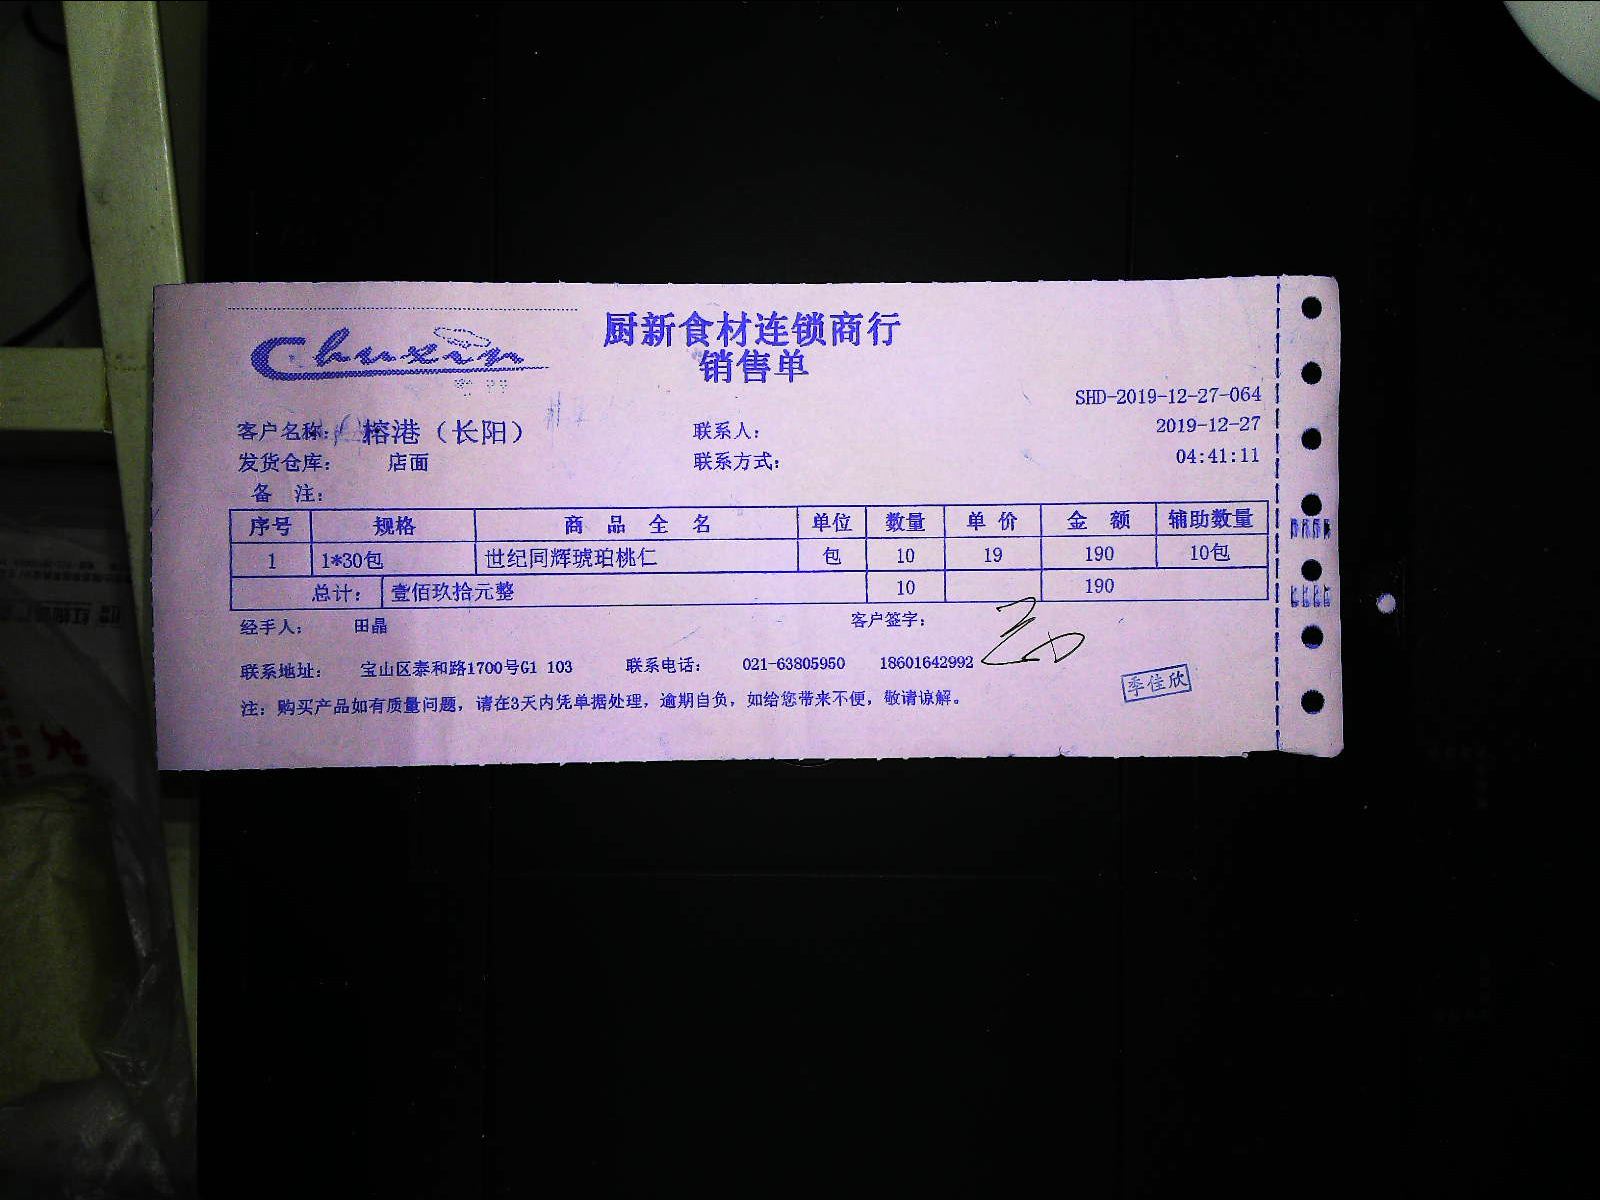 Chuxin
厨新食材连锁商行
销售单
SHD-2019-12-27-064
客户名称: 榕港（长阳） 联系人: 2019-12-27
发货仓库: 店面 联系方式: 04:41:11
备 注:
序号 规格 商 品 全 名 单位 数量 单 价 金 额 辅助数量
1 1*30包 世纪同辉琥珀桃仁 包 10 19 190 10包
总计: 壹佰玖拾元整 10 190
经手人: 田晶 客户签字:
联系地址: 宝山区泰和路1700号G1 103 联系电话: 021-63805950 18601642992
季佳欣
注: 购买产品如有质量问题, 请在3天内凭单据处理, 逾期自负, 如给您带来不便, 敬请谅解。